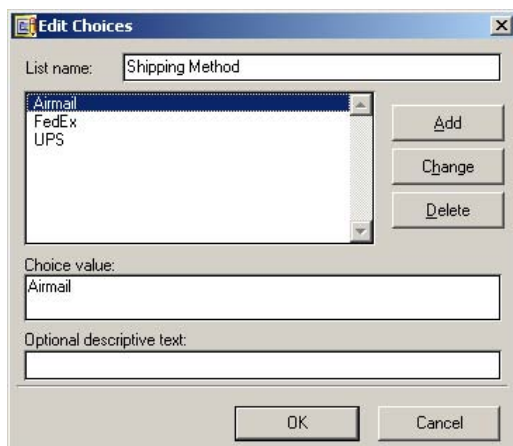 Edit Choices
List name: Shipping Method
Airmail
FedEx
UPS
Add
Change
Delete
Choice value:
Airmail
Optional descriptive text:
OK Cancel